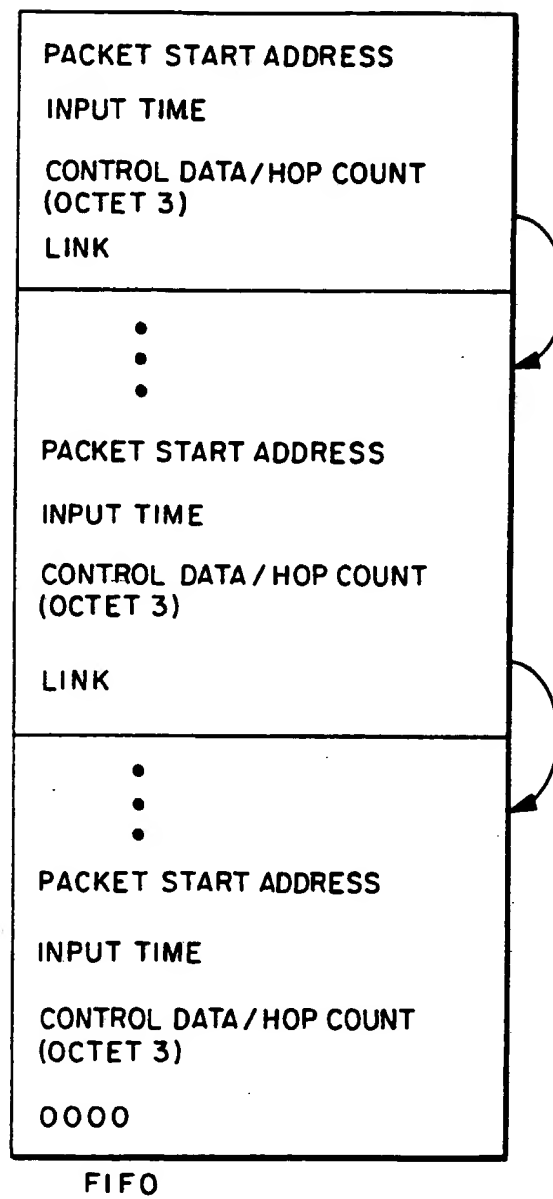 PACKET START ADDRESS
INPUT TIME
CONTROL DATA/HOP COUNT
(OCTET 3)
LINK
PACKET START ADDRESS
INPUT TIME
CONTROL DATA/HOP COUNT
(OCTET 3)
LINK
PACKET START ADDRESS
INPUT TIME
CONTROL DATA/HOP COUNT
(OCTET 3)
0000
FIFO